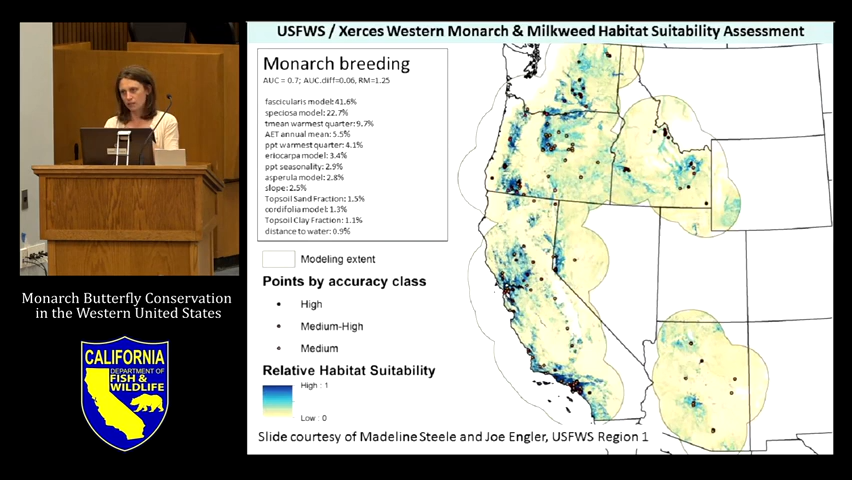 USFWS / Xerces Western Monarch & Milkweed Habitat Suitability Assessment
Monarch breeding
AUC = 0.7; AUC.diff=0.06, RM=1.25
fascicularis model: 41.6%
speciosa model: 22.7%
tmean warmest quarter: 9.7%
AET annual mean: 5.5%
ppt warmest quarter: 4.1%
eriocarpa model: 3.4%
ppt seasonality: 2.9%
asperula model: 2.8%
slope: 2.5%
Topsoil Sand Fraction: 1.5%
cordifolia model: 1.3%
Topsoil Clay Fraction: 1.1%
distance to water: 0.9%
Modeling extent
Points by accuracy class
High
Medium-High
Medium
Relative Habitat Suitability
High : 1
Low : 0
Slide courtesy of Madeline Steele and Joe Engler, USFWS Region 1
Monarch Butterfly Conservation
in the Western United States
CALIFORNIA
DEPARTMENT OF
FISH &
WILDLIFE